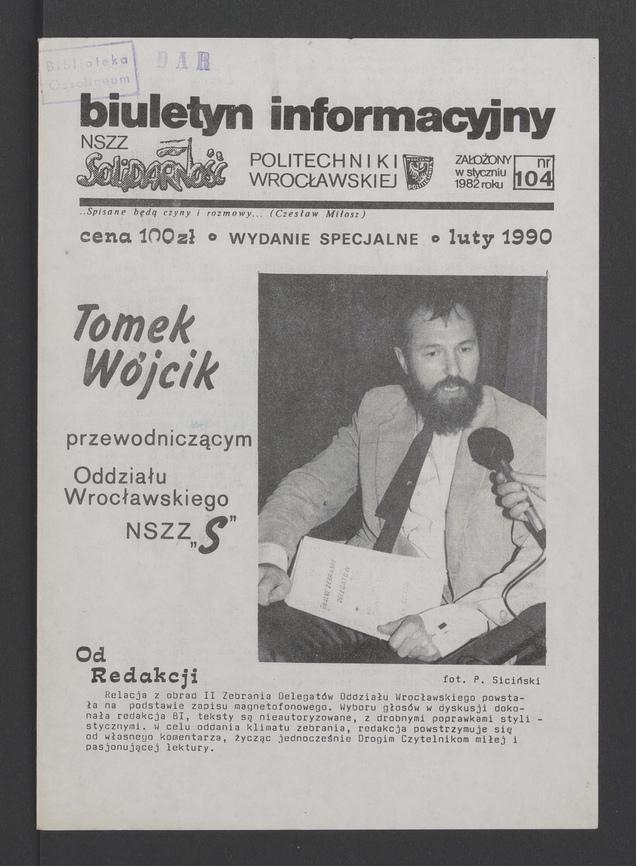 Biblioteka
Ossolineum
DAR
biuletyn informacyjny
NSZZ
SOLIDARNOŚĆ
POLITECHNIKI
WROCŁAWSKIEJ
ZAŁOŻONY
w styczniu
1982 roku
nr
104
..Spisane będą czyny i rozmowy... (Czesław Miłosz)
cena 100zł • WYDANIE SPECJALNE • luty 1990
Tomek
Wójcik
przewodniczącym
Oddziału
Wrocławskiego
NSZZ „S”
Od
Redakcji
fot. P. Siciński
Relacja z obrad II Zebrania Delegatów Oddziału Wrocławskiego powsta-
ła na podstawie zapisu magnetofonowego. Wyboru głosów w dyskusji doko-
nała redakcja BI, teksty są nieautoryzowane, z drobnymi poprawkami styli -
stycznymi. W celu oddania klimatu zebrania, redakcja powstrzymuje się
od własnego komentarza, życząc jednocześnie Drogim Czytelnikom miłej i
pasjonującej lektury.